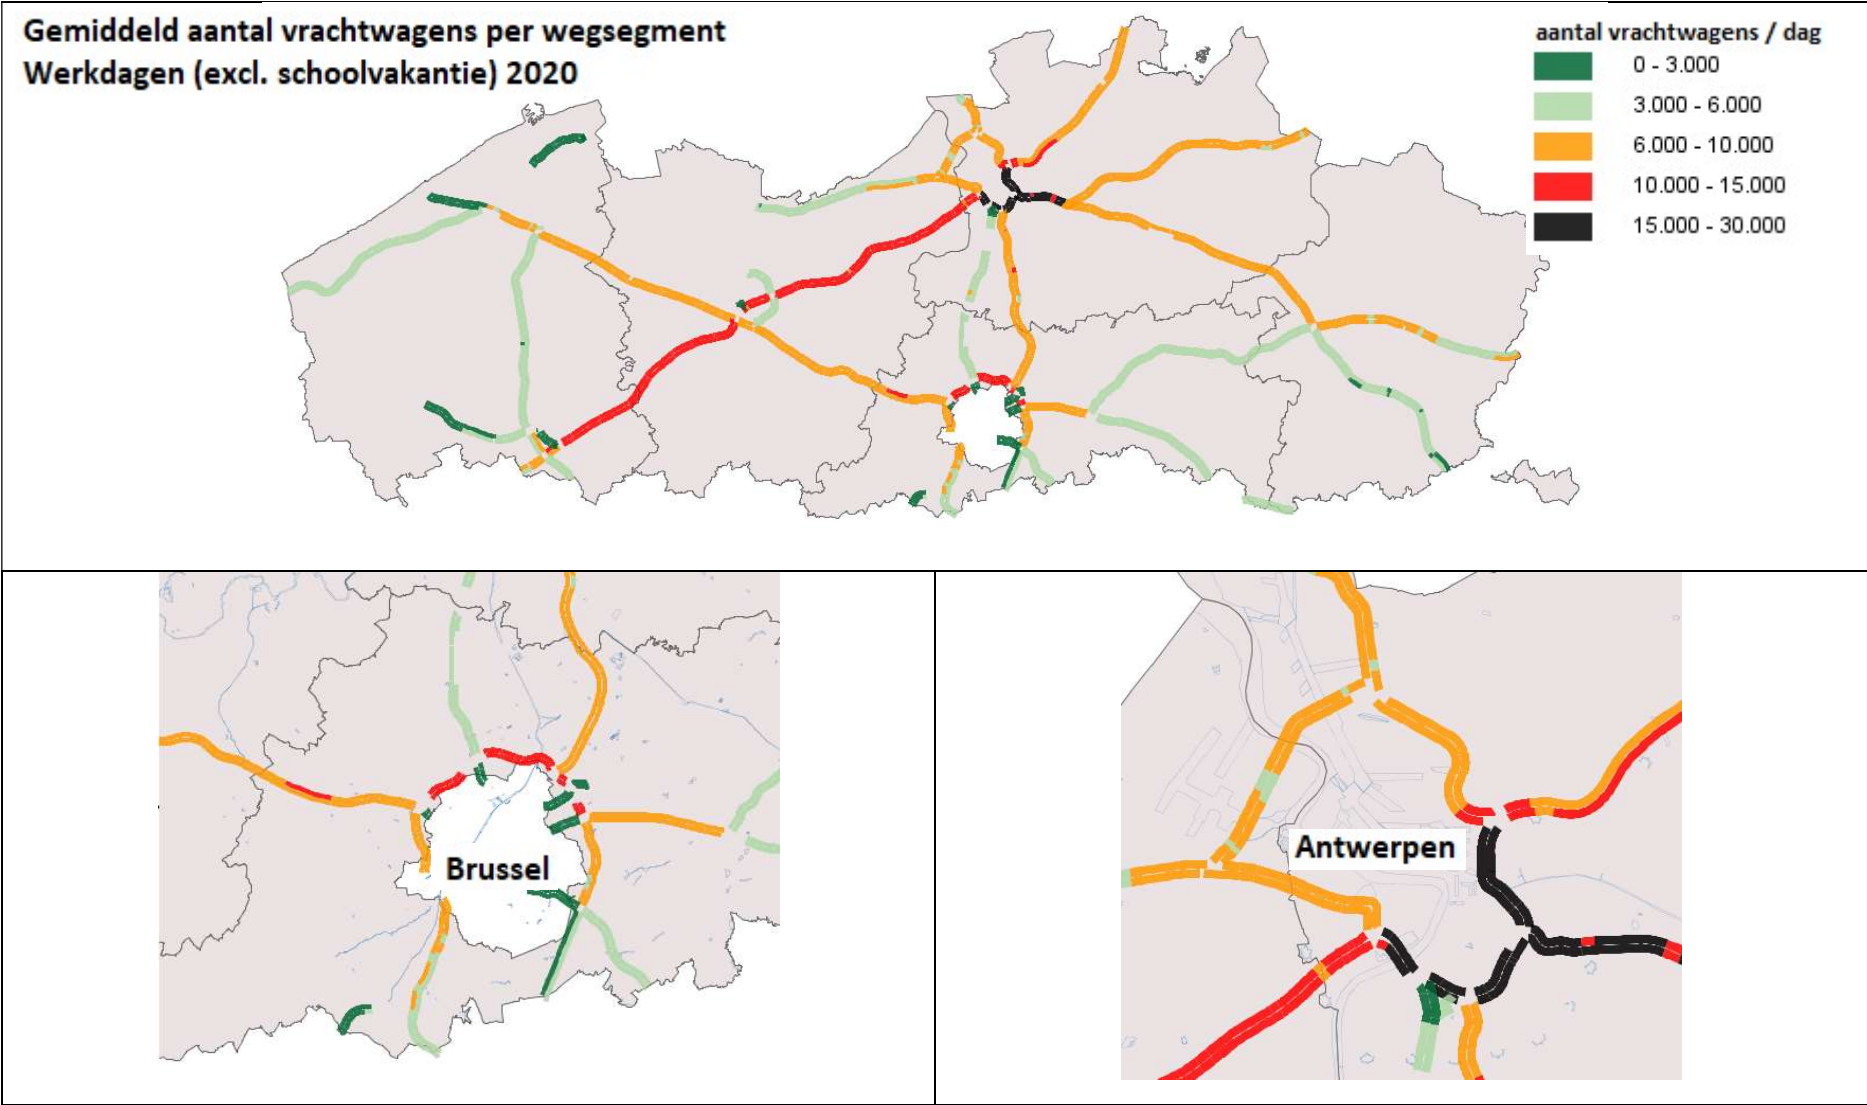 Gemiddeld aantal vrachtwagens per wegsegment
Werkdagen (excl. schoolvakantie) 2020
aantal vrachtwagens / dag
0 - 3.000
3.000 - 6.000
6.000 - 10.000
10.000 - 15.000
15.000 - 30.000
Brussel
Antwerpen